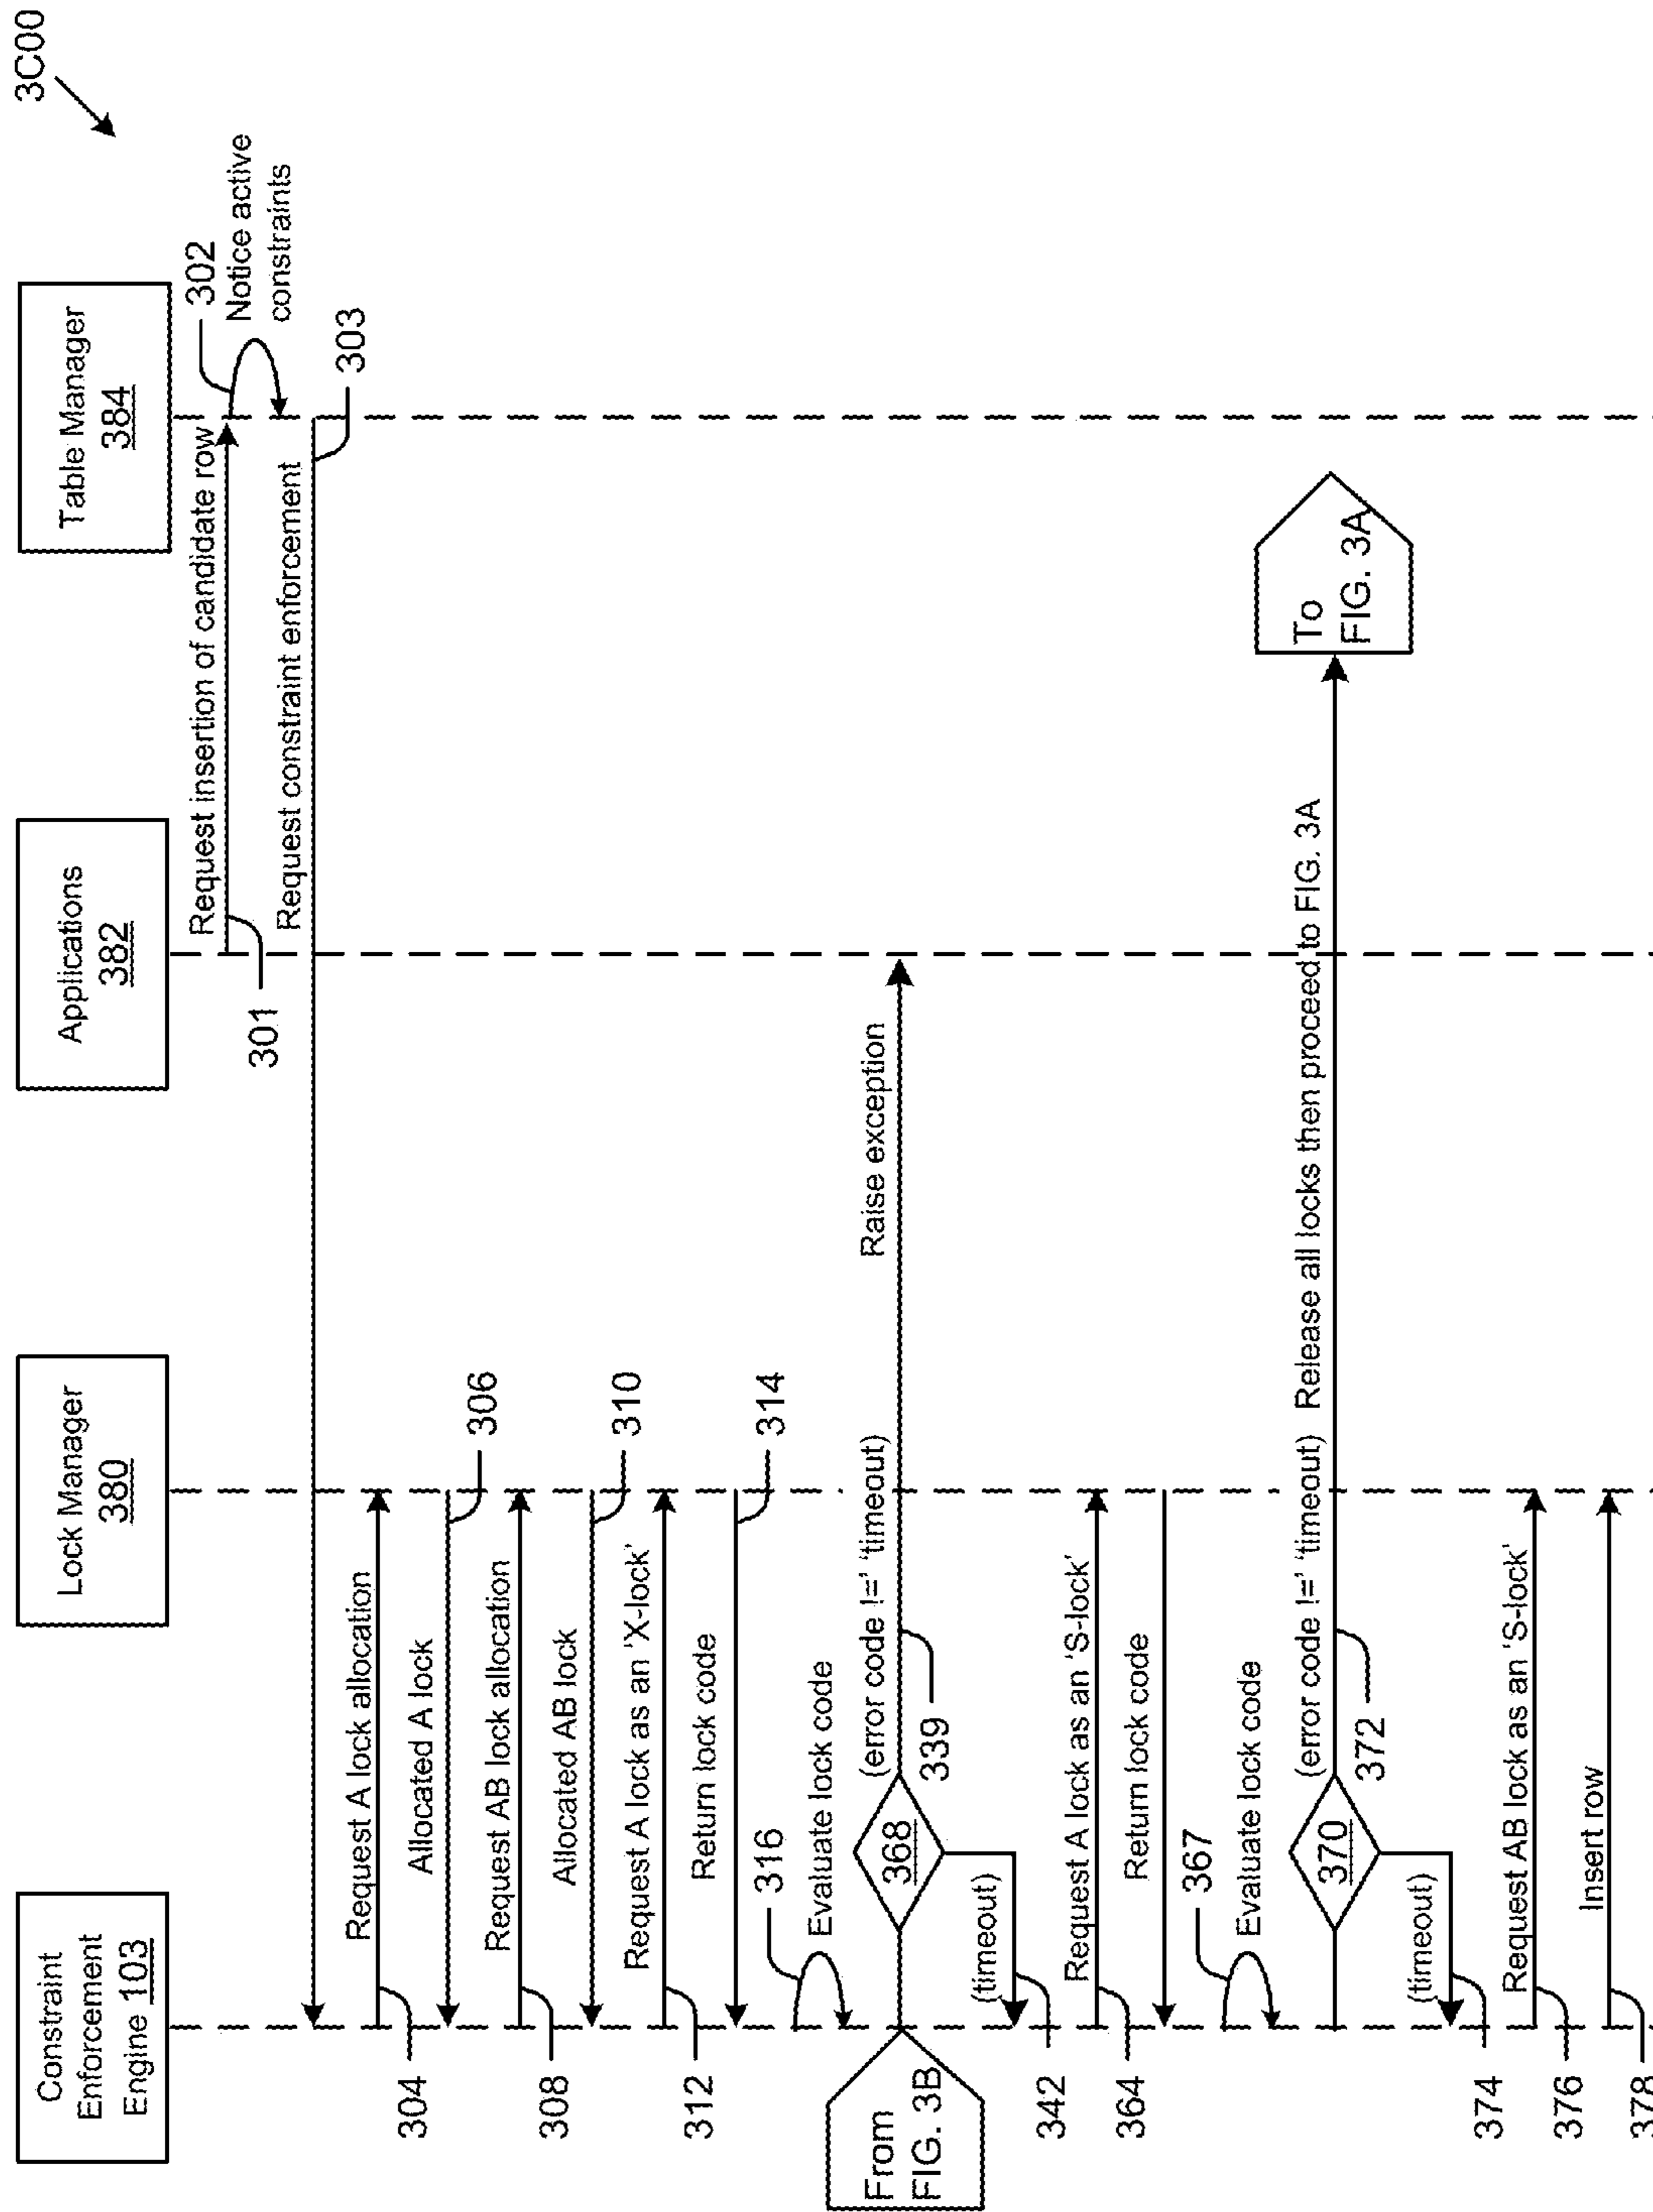 3C00
Constraint
Enforcement
Engine 103
Lock Manager
380
Applications
382
Table Manager
384
Request insertion of candidate row
301
302
Notice active
constraints
Request constraint enforcement
303
Request A lock allocation
304
Allocated A lock
306
Request AB lock allocation
308
Allocated AB lock
310
Request A lock as an 'X-lock'
312
Return lock code
314
316
Evaluate lock code
From
FIG. 3B
368
(error code !=' 'timeout)
Raise exception
339
(timeout)
342
Request A lock as an 'S-lock'
364
Return lock code
367
Evaluate lock code
370
(error code !=' 'timeout)
Release all locks then proceed to FIG. 3A
372
To
FIG. 3A
(timeout)
374
Request AB lock as an 'S-lock'
376
Insert row
378